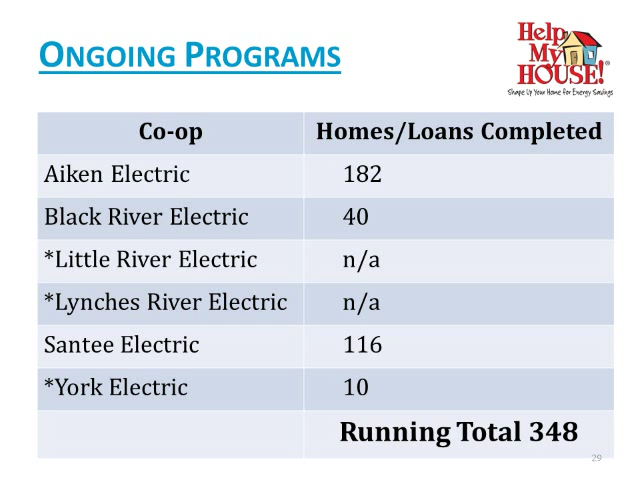 ONGOING PROGRAMS
Help
My
HOUSE!®
Shape Up Your Home for Energy Savings
Co-op Homes/Loans Completed
Aiken Electric 182
Black River Electric 40
*Little River Electric n/a
*Lynches River Electric n/a
Santee Electric 116
*York Electric 10
Running Total 348
29